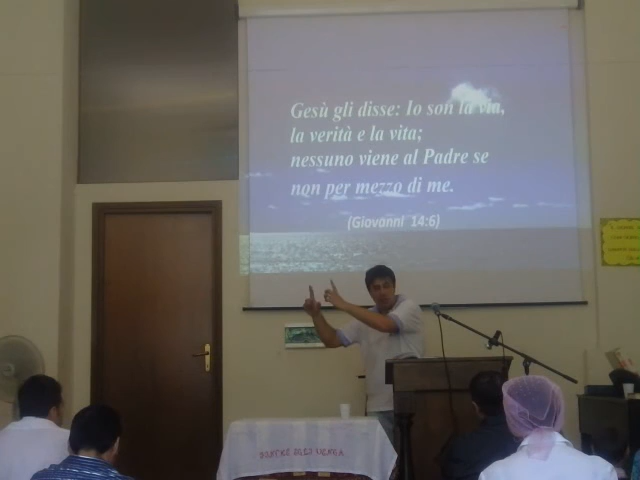 Gesù gli disse: Io son la via,
la verità e la vita;
nessuno viene al Padre se
non per mezzo di me.
(Giovanni 14:6)